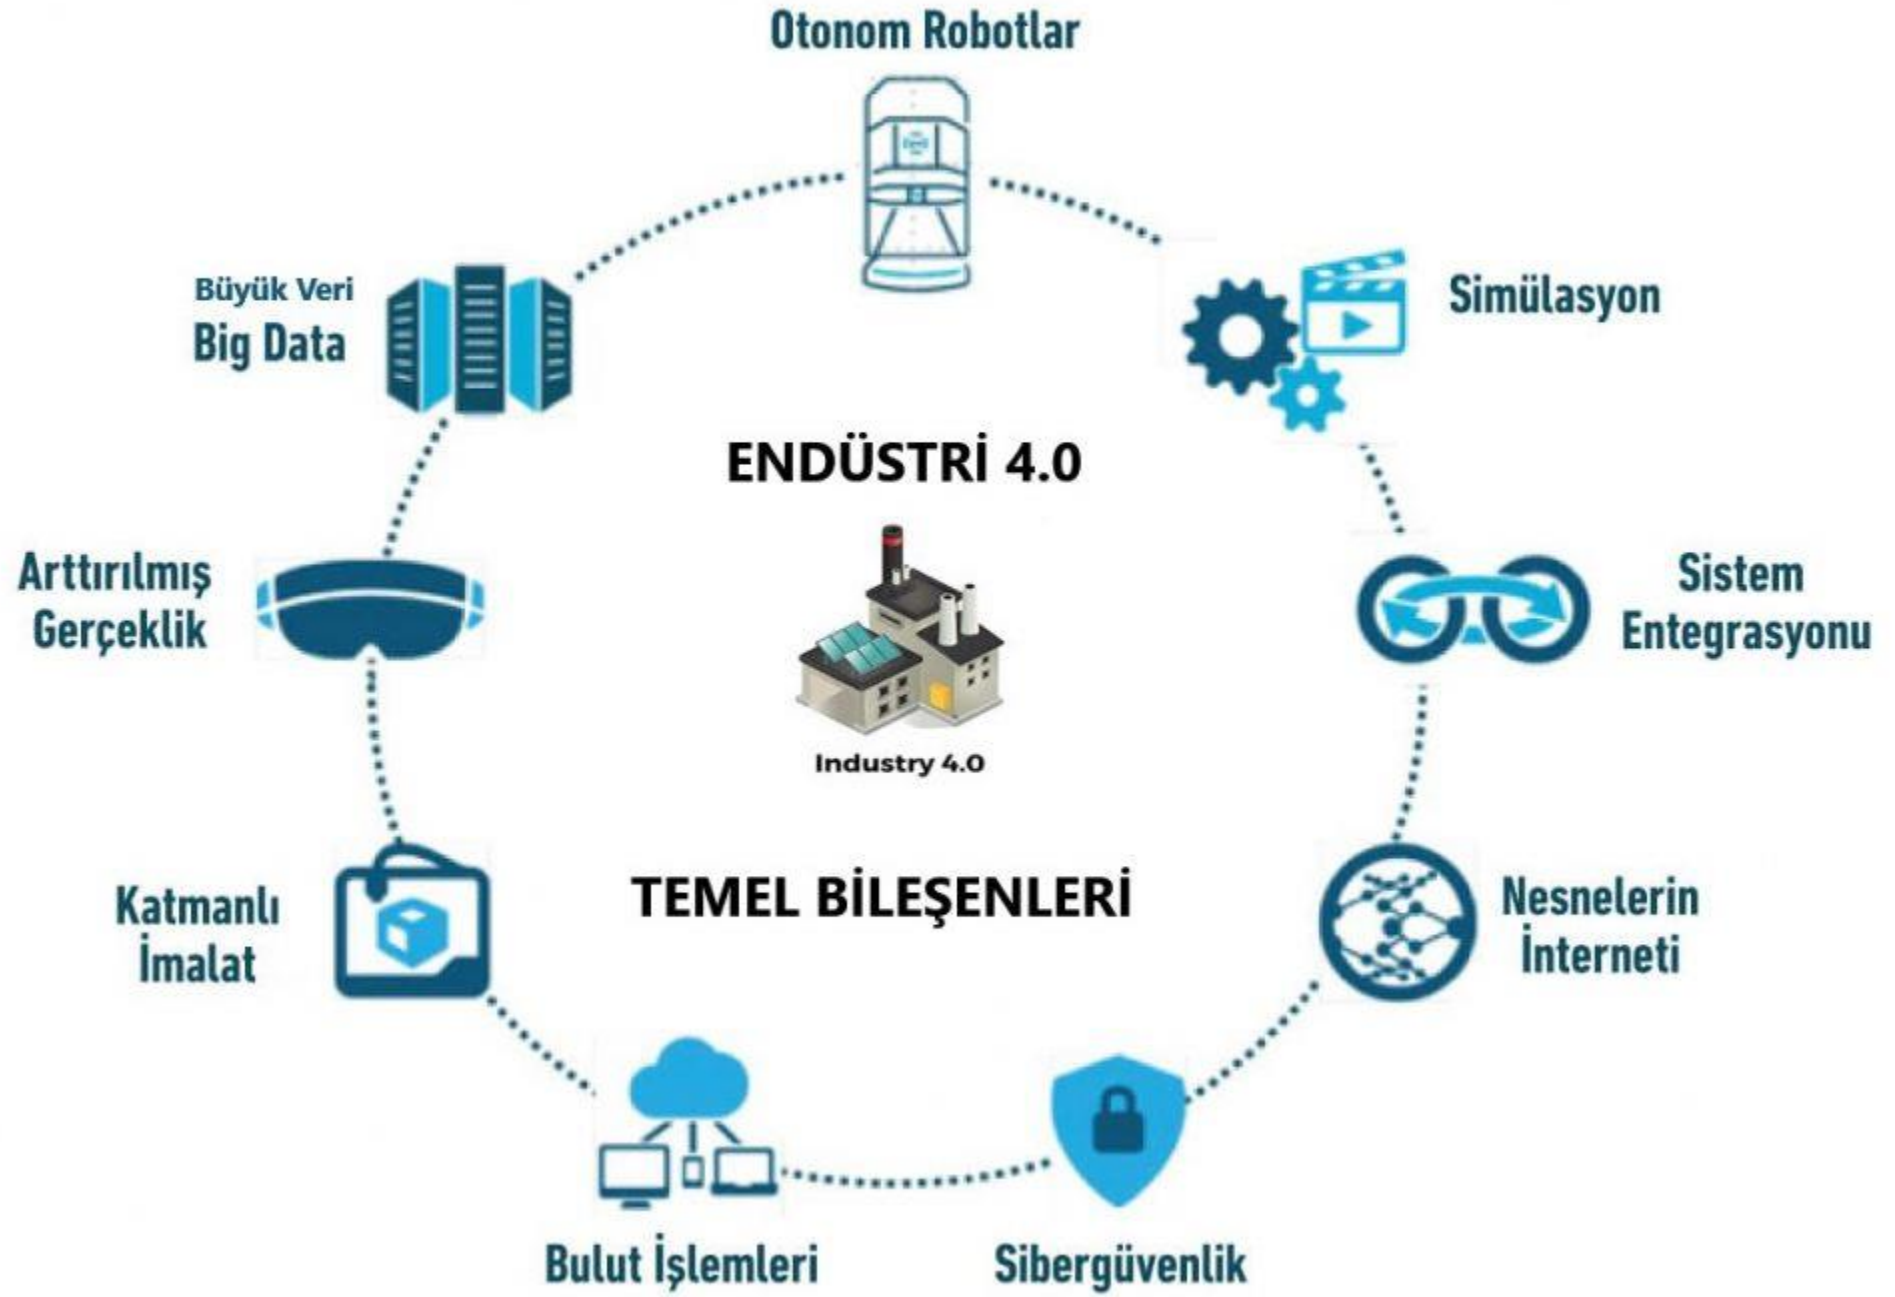 Otonom Robotlar
Simülasyon
Sistem
Entegrasyonu
Nesnelerin
İnterneti
Sibergüvenlik
Bulut İşlemleri
Katmanlı
İmalat
Arttırılmış
Gerçeklik
Büyük Veri
Big Data
ENDÜSTRİ 4.0
Industry 4.0
TEMEL BİLEŞENLERİ